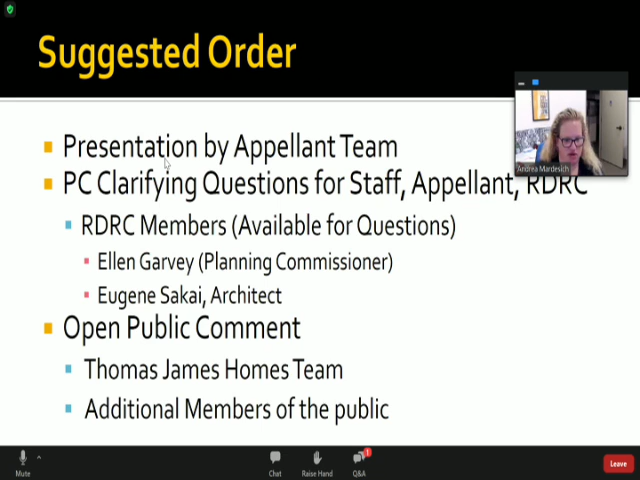 Suggested Order
Presentation by Appellant Team
PC Clarifying Questions for Staff, Appellant, RDRC
RDRC Members (Available for Questions)
Ellen Garvey (Planning Commissioner)
Eugene Sakai, Architect
Open Public Comment
Thomas James Homes Team
Additional Members of the public
Andrea Mardesich
Mute
Chat
Raise Hand
1
Q&A
Leave